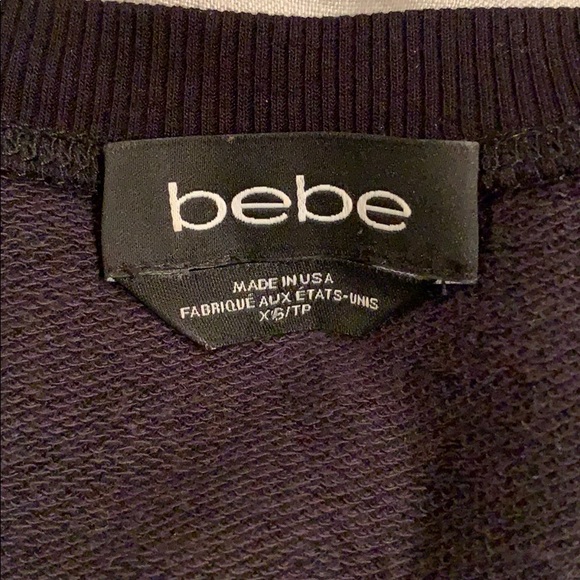 bebe
MADE IN USA
FABRIQUÉ AUX ÉTATS-UNIS
XS/TP